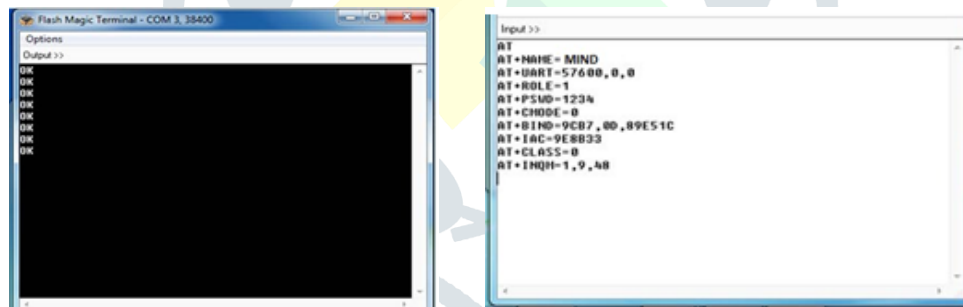 Flash Magic Terminal - COM 3, 38400
Options
Output >>
OK
OK
OK
OK
OK
OK
OK
Input >>
AT
AT+NAME= MIND
AT+UART=57600,0,0
AT+ROLE=1
AT+PSWD=1234
AT+CMODE=0
AT+BIND=9CB7,0D,89E51C
AT+IAC=9E8B33
AT+CLASS=0
AT+INQM=1,9,48